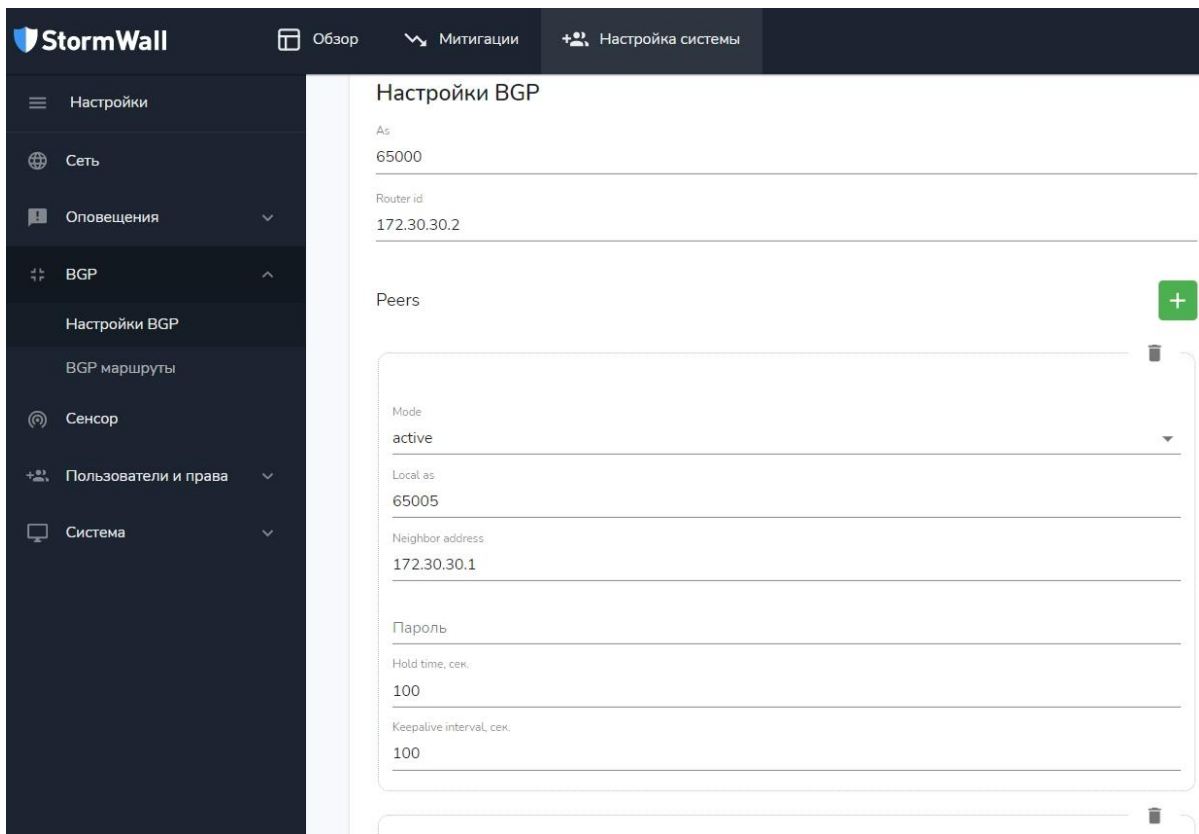 StormWall
Обзор
Митигации
Настройка системы
Настройки
Сеть
Оповещения
BGP
Настройки BGP
BGP маршруты
Сенсор
Пользователи и права
Система
Настройки BGP
As
65000
Router id
172.30.30.2
Peers
Mode
active
Local as
65005
Neighbor address
172.30.30.1
Пароль
Hold time, сек.
100
Keepalive interval, сек.
100